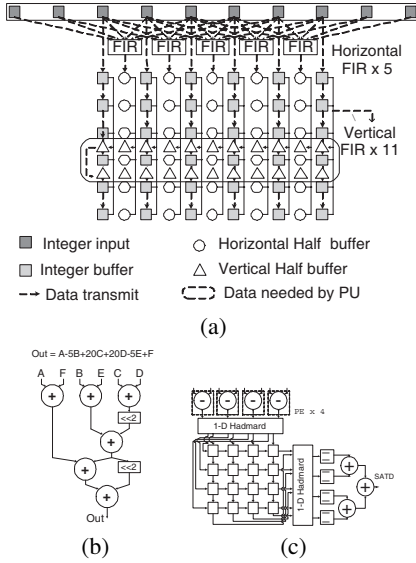 FIR FIR FIR FIR FIR
Horizontal
FIR x 5
Vertical
FIR x 11
Integer input
Horizontal Half buffer
Integer buffer
Vertical Half buffer
Data transmit
Data needed by PU
(a)
Out = A-5B+20C+20D-5E+F
A F B E C D
+ + +
<<2
+
<<2
+
+
Out
(b)
- - - -
PE x 4
1-D Hadmard
1-D Hadmard
+
+
+
SATD
(c)